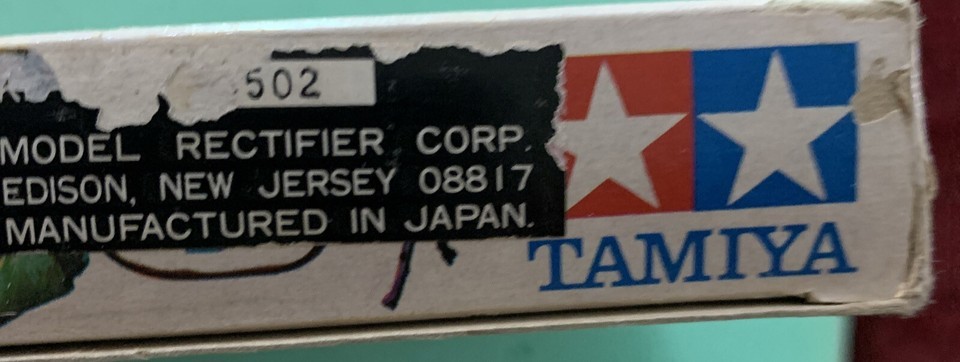 502
MODEL RECTIFIER CORP.
EDISON, NEW JERSEY 08817
MANUFACTURED IN JAPAN.
TAMIYA